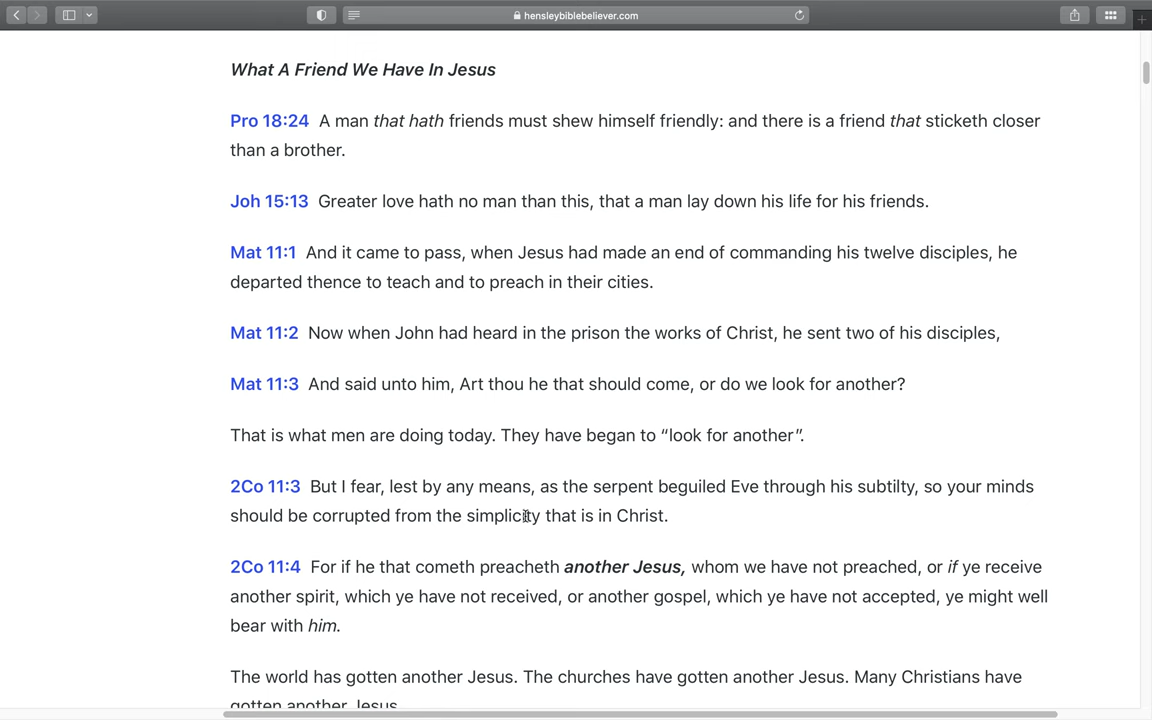 hensleybiblebeliever.com
What A Friend We Have In Jesus
Pro 18:24 A man that hath friends must shew himself friendly: and there is a friend that sticketh closer
than a brother.
Joh 15:13 Greater love hath no man than this, that a man lay down his life for his friends.
Mat 11:1 And it came to pass, when Jesus had made an end of commanding his twelve disciples, he
departed thence to teach and to preach in their cities.
Mat 11:2 Now when John had heard in the prison the works of Christ, he sent two of his disciples,
Mat 11:3 And said unto him, Art thou he that should come, or do we look for another?
That is what men are doing today. They have began to “look for another”.
2Co 11:3 But I fear, lest by any means, as the serpent beguiled Eve through his subtilty, so your minds
should be corrupted from the simplicity that is in Christ.
2Co 11:4 For if he that cometh preacheth another Jesus, whom we have not preached, or if ye receive
another spirit, which ye have not received, or another gospel, which ye have not accepted, ye might well
bear with him.
The world has gotten another Jesus. The churches have gotten another Jesus. Many Christians have
gotten another Jesus